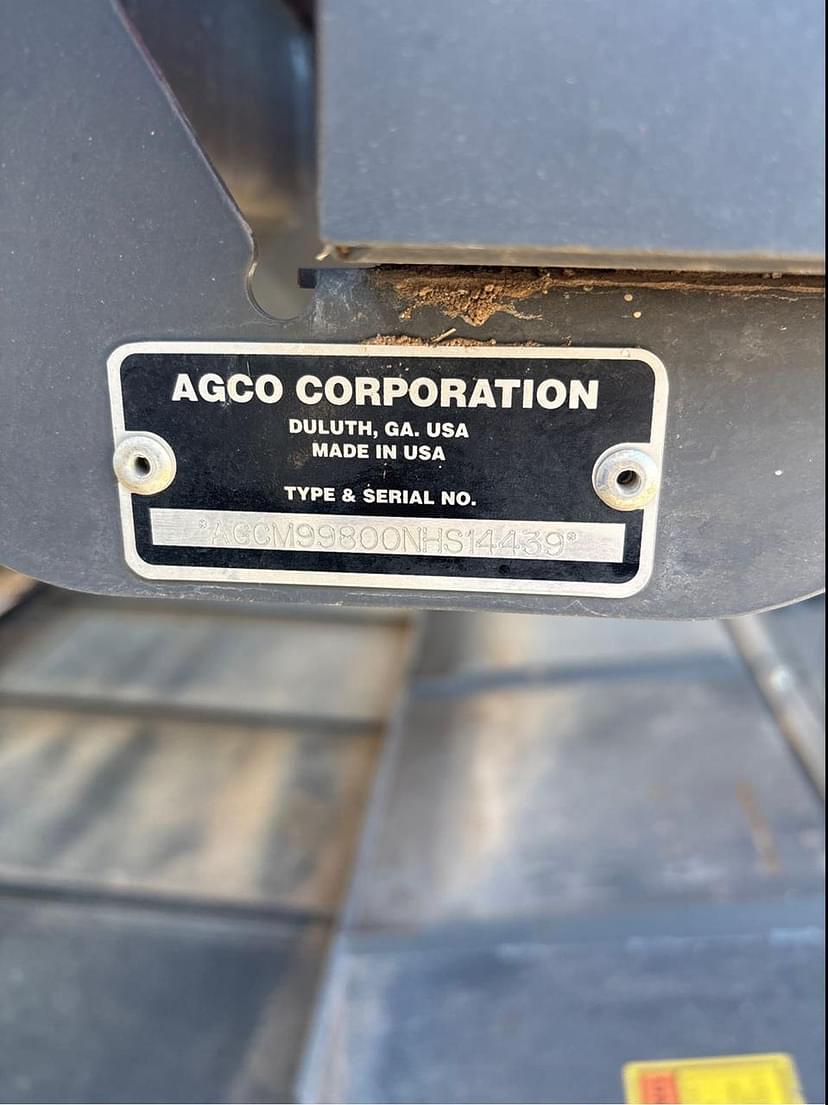 AGCO CORPORATION
DULUTH, GA. USA
MADE IN USA
TYPE & SERIAL NO.
*AGCM99800NHS14439*